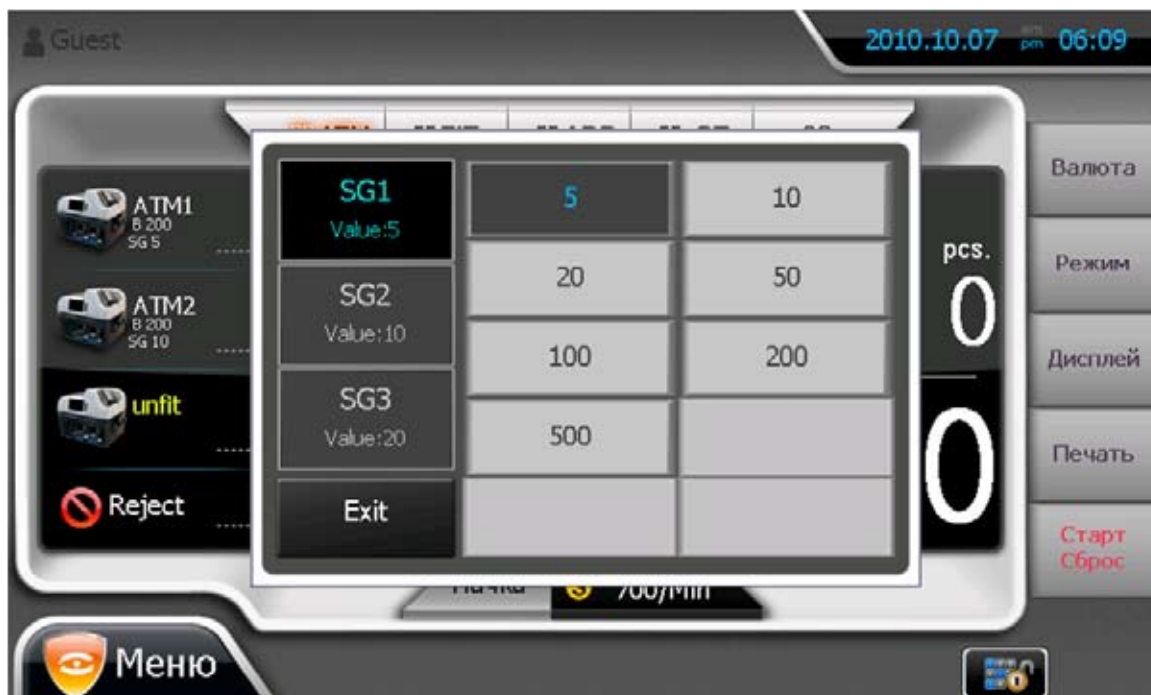 Guest
2010.10.07 am pm 06:09
ATM1
B 200
SG 5
ATM2
B 200
SG 10
unfit
Reject
SG1
Value:5
SG2
Value:10
SG3
Value:20
Exit
5
10
20
50
100
200
500
pcs.
0
0
Валюта
Режим
Дисплей
Печать
Старт
Сброс
700/Min
Меню